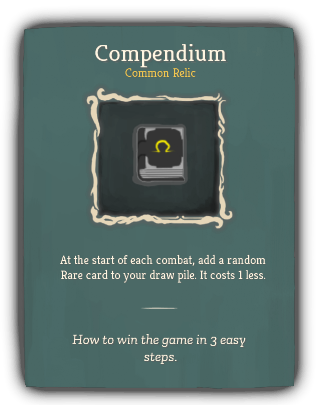 Compendium
Common Relic
Ω
At the start of each combat, add a random
Rare card to your draw pile. It costs 1 less.
How to win the game in 3 easy
steps.